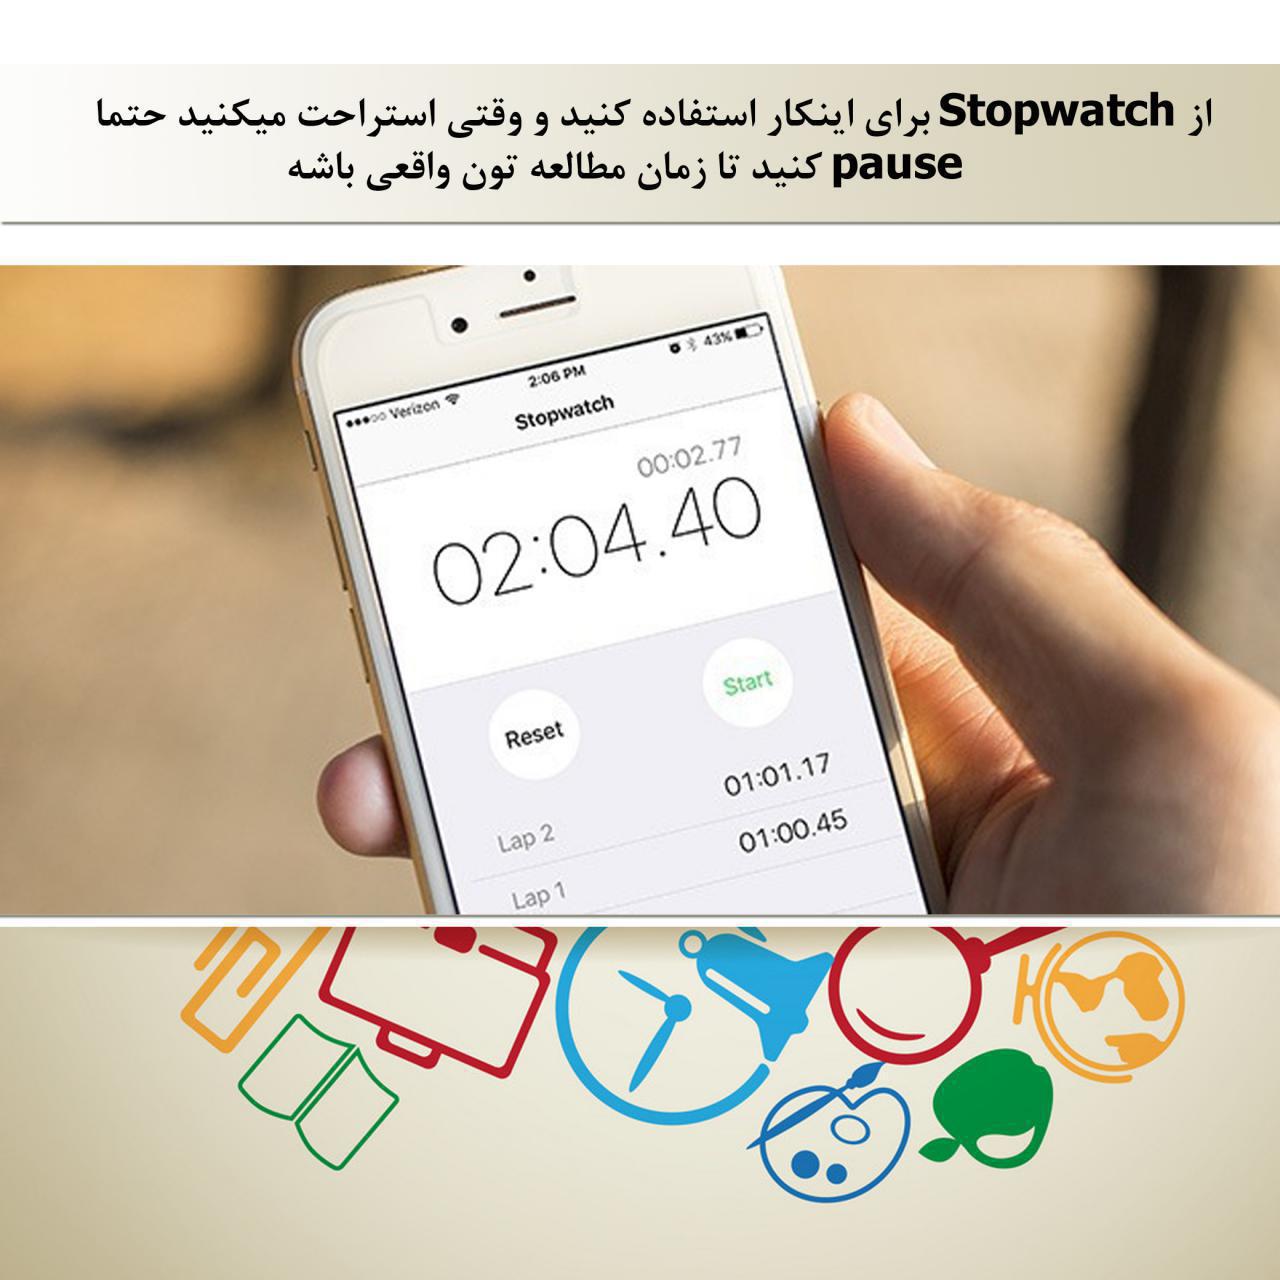 از Stopwatch برای اینکار استفاده کنید و وقتی استراحت میکنید حتما
pause کنید تا زمان مطالعه تون واقعی باشه
●●●○○ Verizon 2:06 PM 43%
Stopwatch
00:02.77
02:04.40
Reset Start
Lap 2 01:01.17
Lap 1 01:00.45